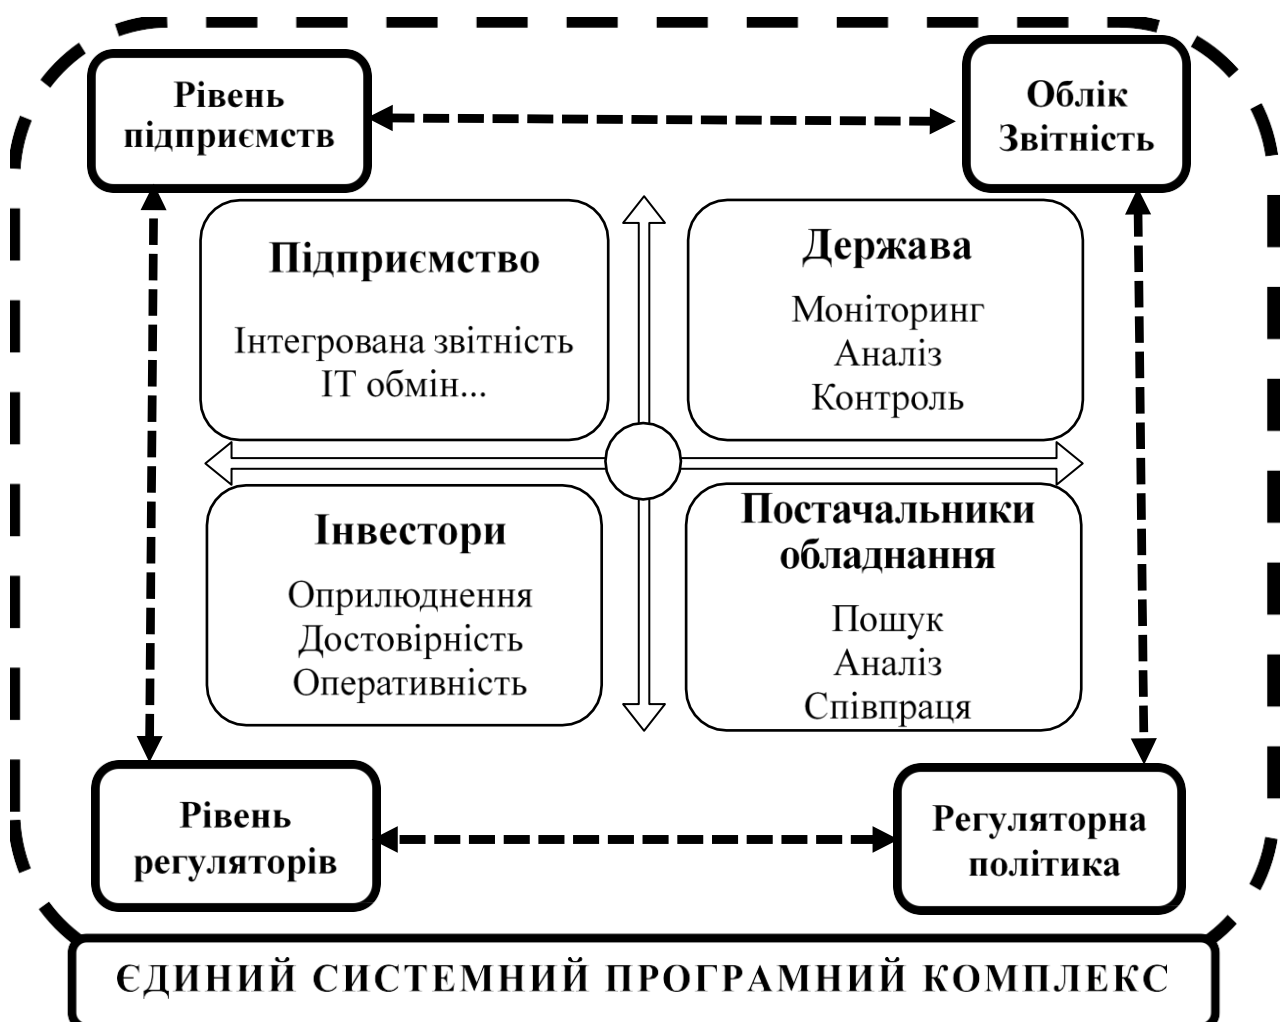 Рівень
підприємств
Облік
Звітність
Підприємство
Інтегрована звітність
ІТ обмін...
Держава
Моніторинг
Аналіз
Контроль
Інвестори
Оприлюднення
Достовірність
Оперативність
Постачальники
обладнання
Пошук
Аналіз
Співпраця
Рівень
регуляторів
Регуляторна
політика
ЄДИНИЙ СИСТЕМНИЙ ПРОГРАМНИЙ КОМПЛЕКС